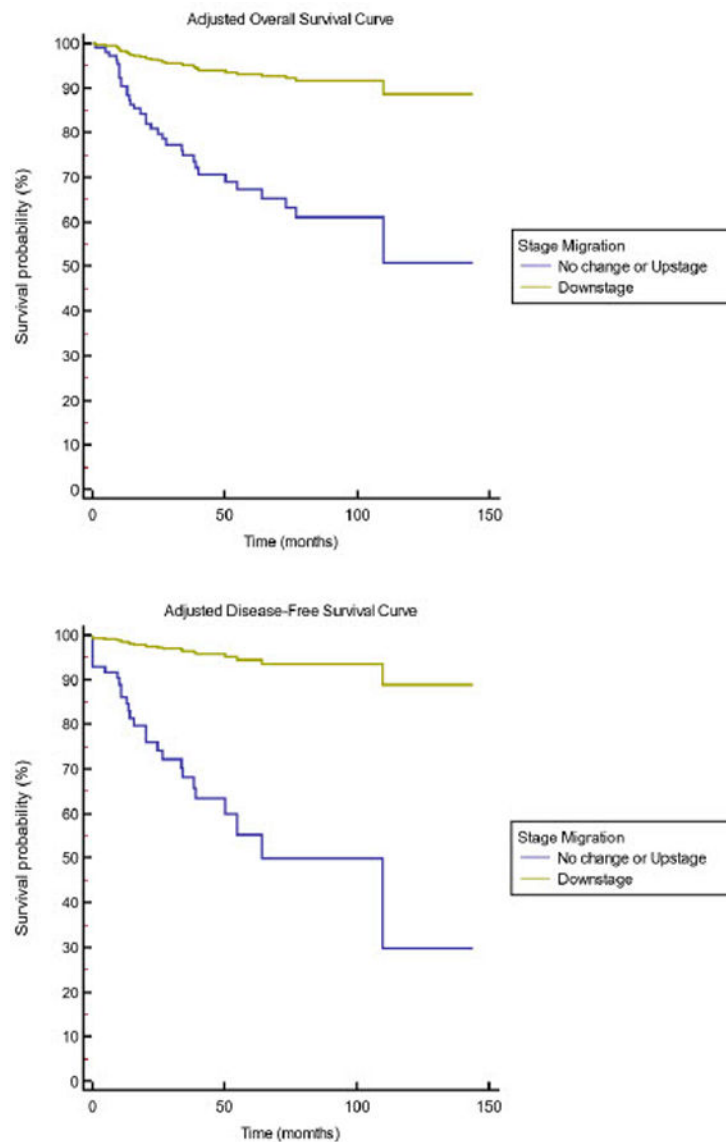 Adjusted Overall Survival Curve
100
90
80
70
60
50
40
30
20
10
0
Survival probability (%)
0 50 100 150
Time (months)
Stage Migration
No change or Upstage
Downstage
Adjusted Disease-Free Survival Curve
100
90
80
70
60
50
40
30
20
10
0
Survival probability (%)
0 50 100 150
Time (momths)
Stage Migration
No change or Upstage
Downstage